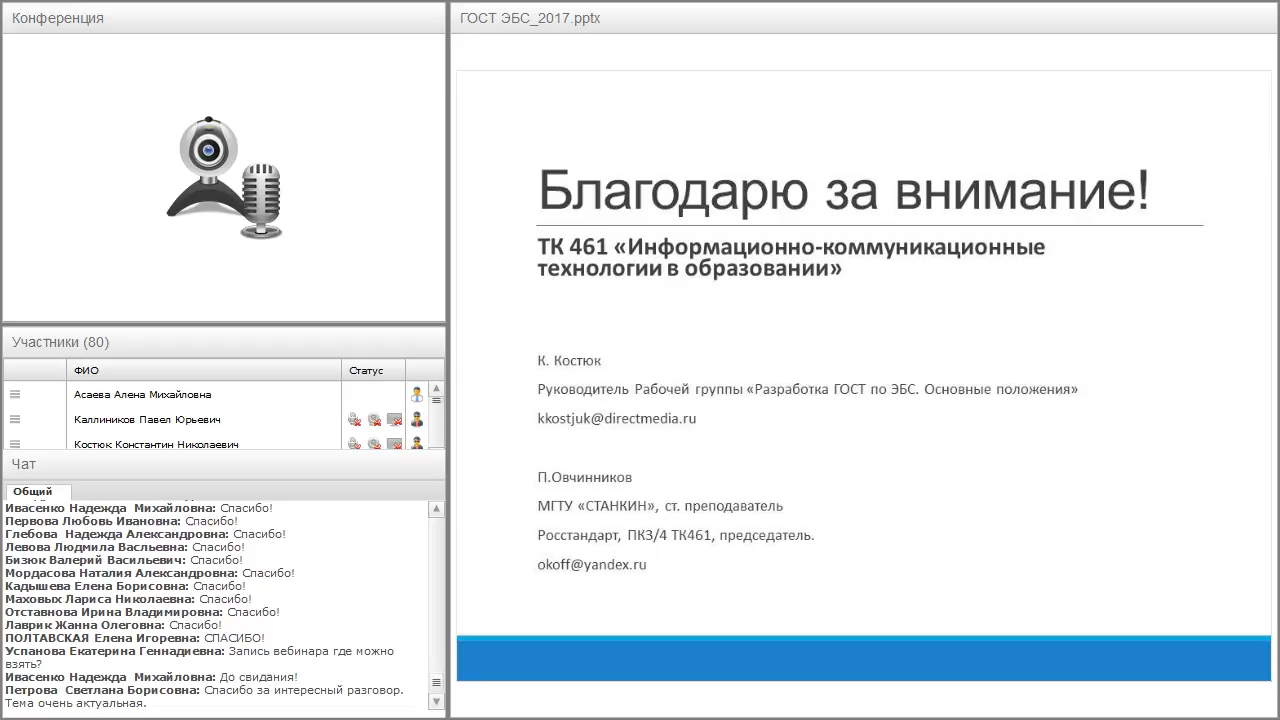 Конференция
ГОСТ ЭБС_2017.pptx
Благодарю за внимание!
ТК 461 «Информационно-коммуникационные
технологии в образовании»
К. Костюк
Руководитель Рабочей группы «Разработка ГОСТ по ЭБС. Основные положения»
kkostjuk@directmedia.ru
П.Овчинников
МГТУ «СТАНКИН», ст. преподаватель
Росстандарт, ПК3/4 ТК461, председатель.
okoff@yandex.ru
Участники (80)
ФИО
Статус
Асаева Алена Михайловна
Каллиников Павел Юрьевич
Костюк Константин Николаевич
Чат
Общий
Ивасенко Надежда Михайловна: Спасибо!
Первова Любовь Ивановна: Спасибо!
Глебова Надежда Александровна: Спасибо!
Левова Людмила Васльевна: Спасибо!
Бизюк Валерий Васильевич: Спасибо!
Мордасова Наталия Александровна: Спасибо!
Кадышева Елена Борисовна: Спасибо!
Маховых Лариса Николаевна: Спасибо!
Отставнова Ирина Владимировна: Спасибо!
Лаврик Жанна Олеговна: Спасибо!
ПОЛТАВСКАЯ Елена Игоревна: СПАСИБО!
Успанова Екатерина Геннадиевна: Запись вебинара где можно
взять?
Ивасенко Надежда Михайловна: До свидания!
Петрова Светлана Борисовна: Спасибо за интересный разговор.
Тема очень актуальная.